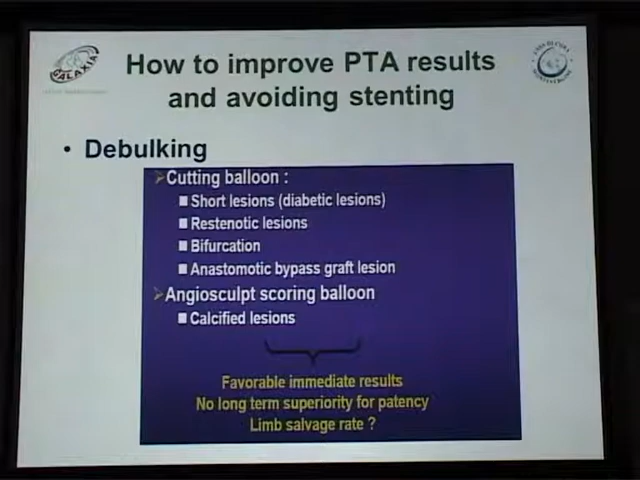 GALAXIA
How to improve PTA results
and avoiding stenting
• Debulking
➢Cutting balloon :
■ Short lesions (diabetic lesions)
■ Restenotic lesions
■ Bifurcation
■ Anastomotic bypass graft lesion
➢Angiosculpt scoring balloon
■ Calcified lesions
Favorable immediate results
No long term superiority for patency
Limb salvage rate ?